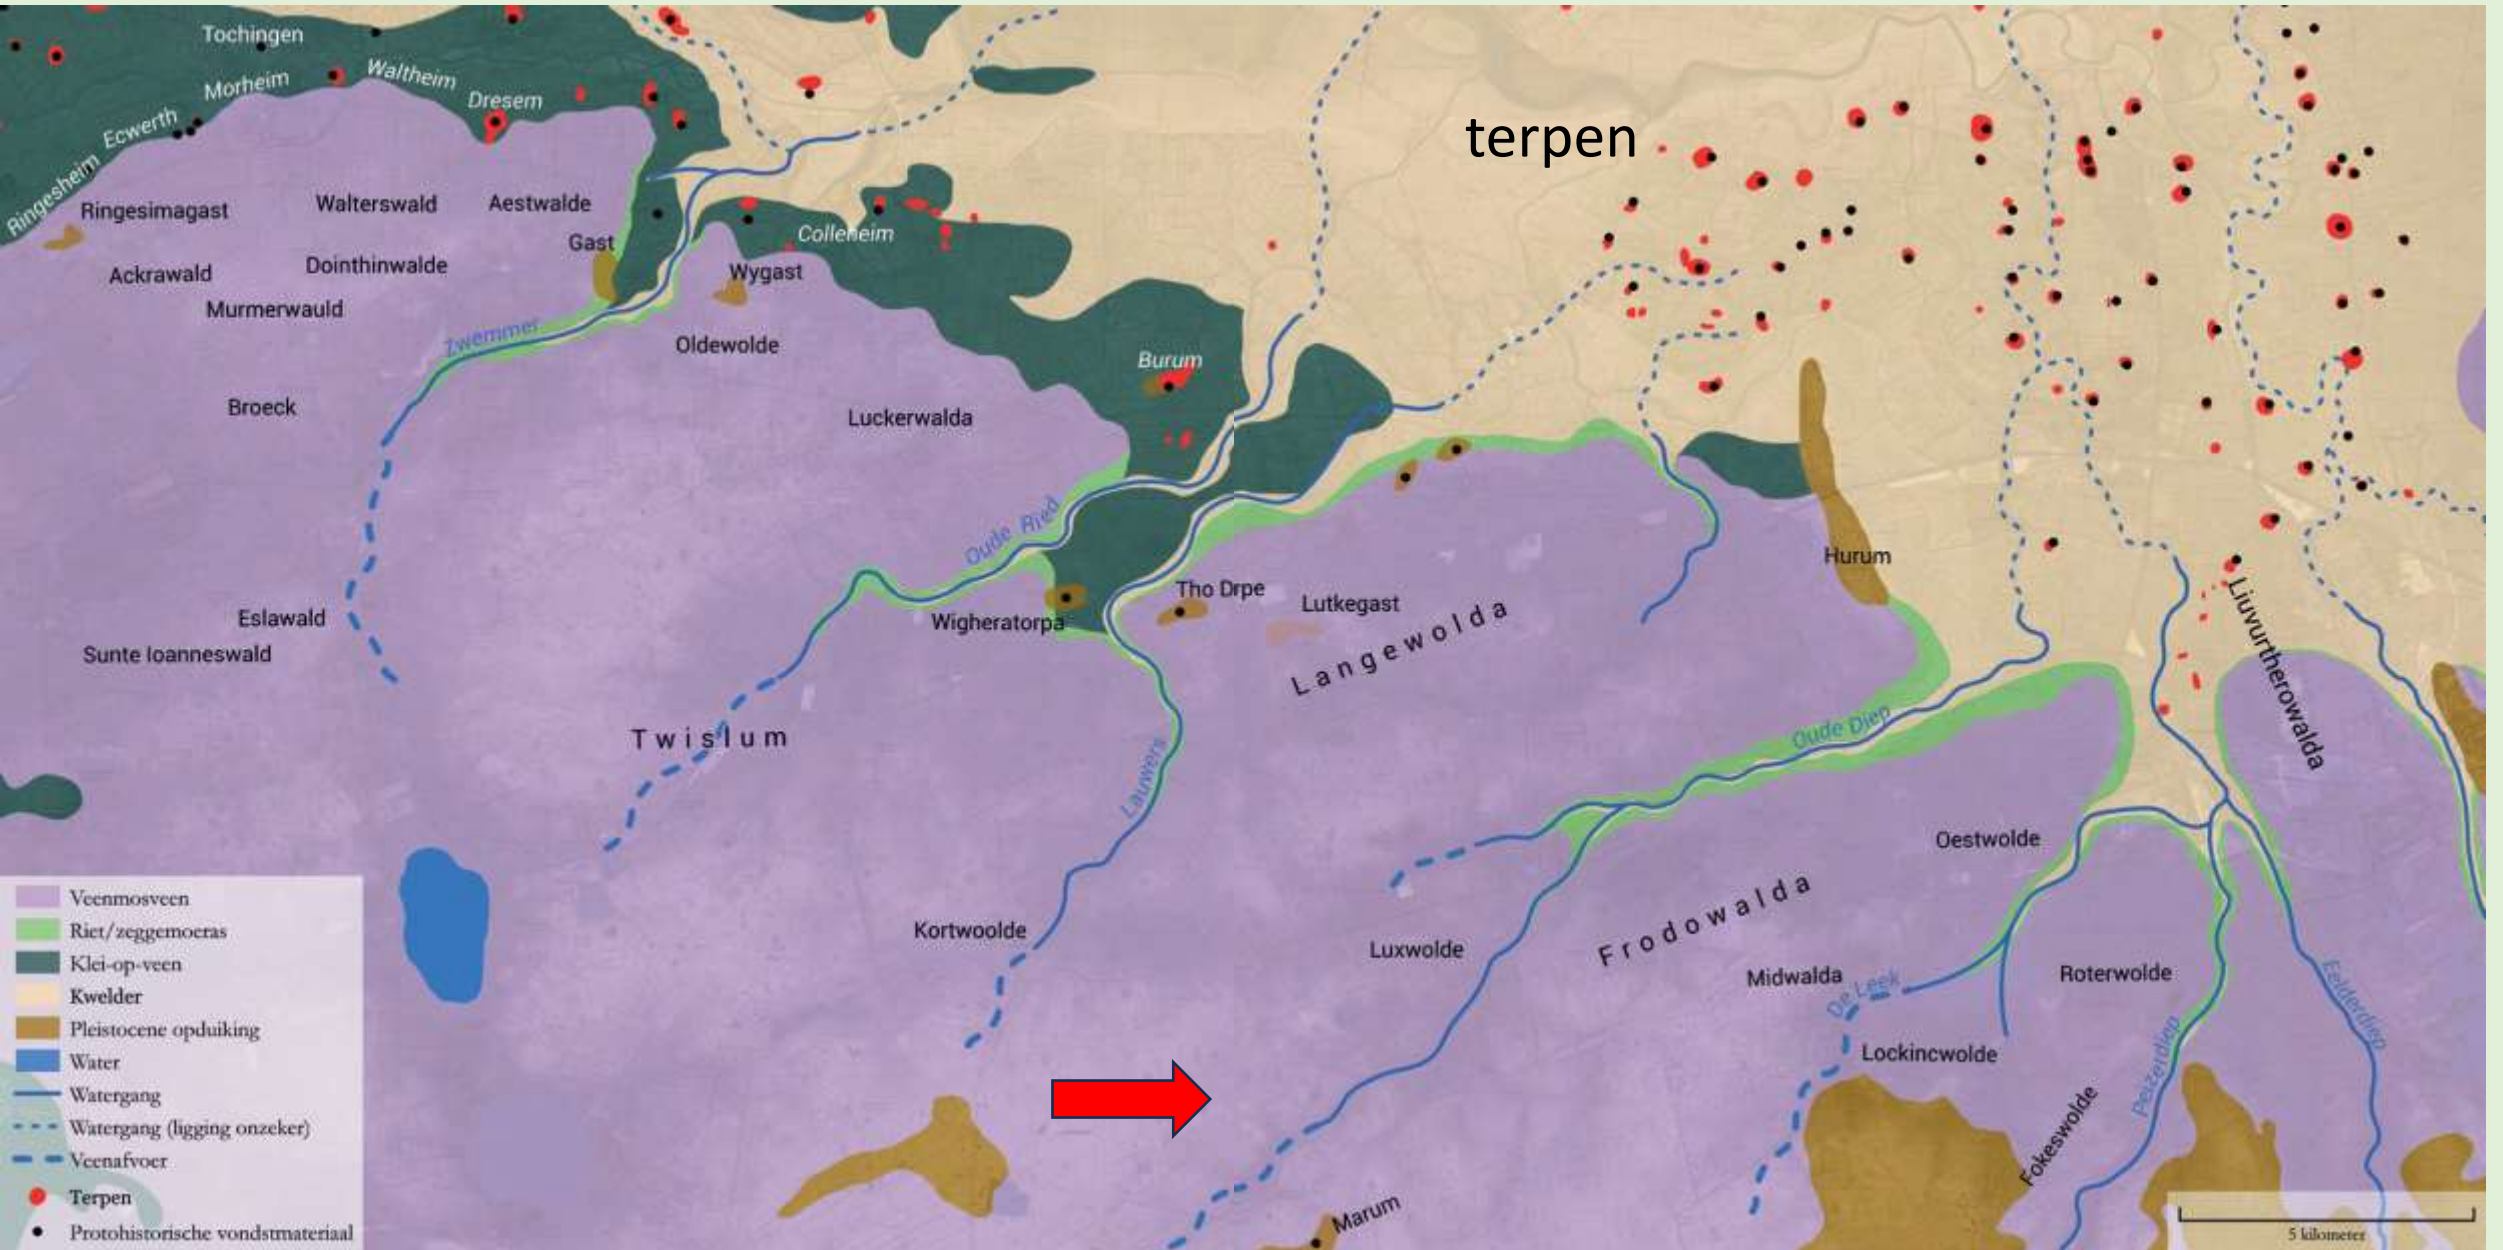 Tochingen
Morheim
Waltheim
Dresem
Ecwerth
Ringesheim
terpen
Ringesimagast
Walterswald
Aestwalde
Gast
Colleheim
Ackrawald
Dointhinwalde
Wygast
Murmerwauld
Zwemmer
Oldewolde
Burum
Broeck
Luckerwalda
Oude Ried
Hurum
Tho Drpe
Lutkegast
Eslawald
Wigheratorpa
Langewolda
Liuvurtherowalda
Sunte Ioanneswald
Twislum
Oude Diep
Lauwers
Oestwolde
Kortwoolde
Luxwolde
Frodowalda
Midwalda
De Leek
Roterwolde
Eelderdiep
Lockincwolde
Peizerdiep
Fokeswolde
Marum
Veenmosveen
Riet/zeggemoeras
Klei-op-veen
Kwelder
Pleistocene opduiking
Water
Watergang
Watergang (ligging onzeker)
Veenafvoer
Terpen
Protohistorische vondstmateriaal
5 kilometer